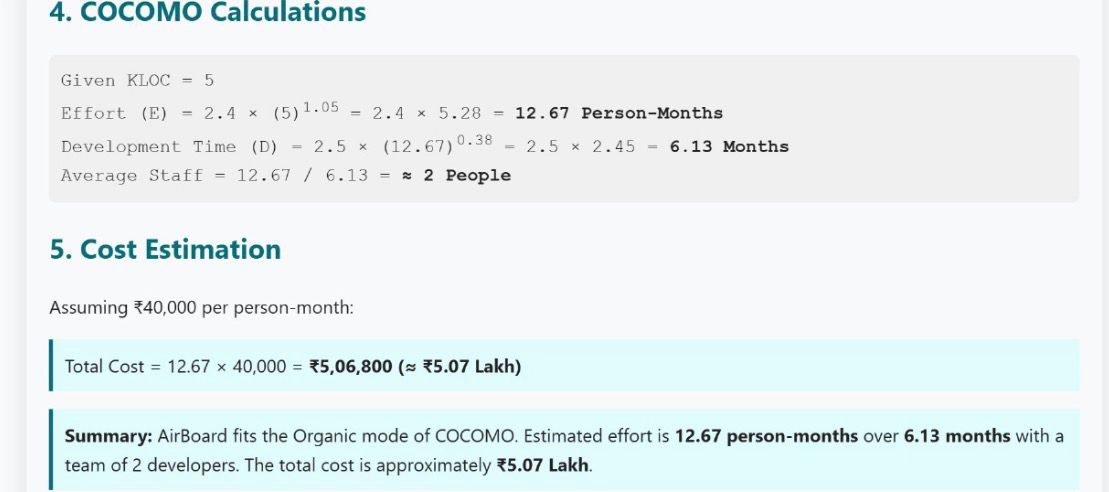 4. COCOMO Calculations
Given KLOC = 5
Effort (E) = 2.4 × (5)^1.05 = 2.4 × 5.28 = 12.67 Person-Months
Development Time (D) = 2.5 × (12.67)^0.38 = 2.5 × 2.45 = 6.13 Months
Average Staff = 12.67 / 6.13 = ≈ 2 People
5. Cost Estimation
Assuming ₹40,000 per person-month:
Total Cost = 12.67 × 40,000 = ₹5,06,800 (≈ ₹5.07 Lakh)
Summary: AirBoard fits the Organic mode of COCOMO. Estimated effort is 12.67 person-months over 6.13 months with a
team of 2 developers. The total cost is approximately ₹5.07 Lakh.